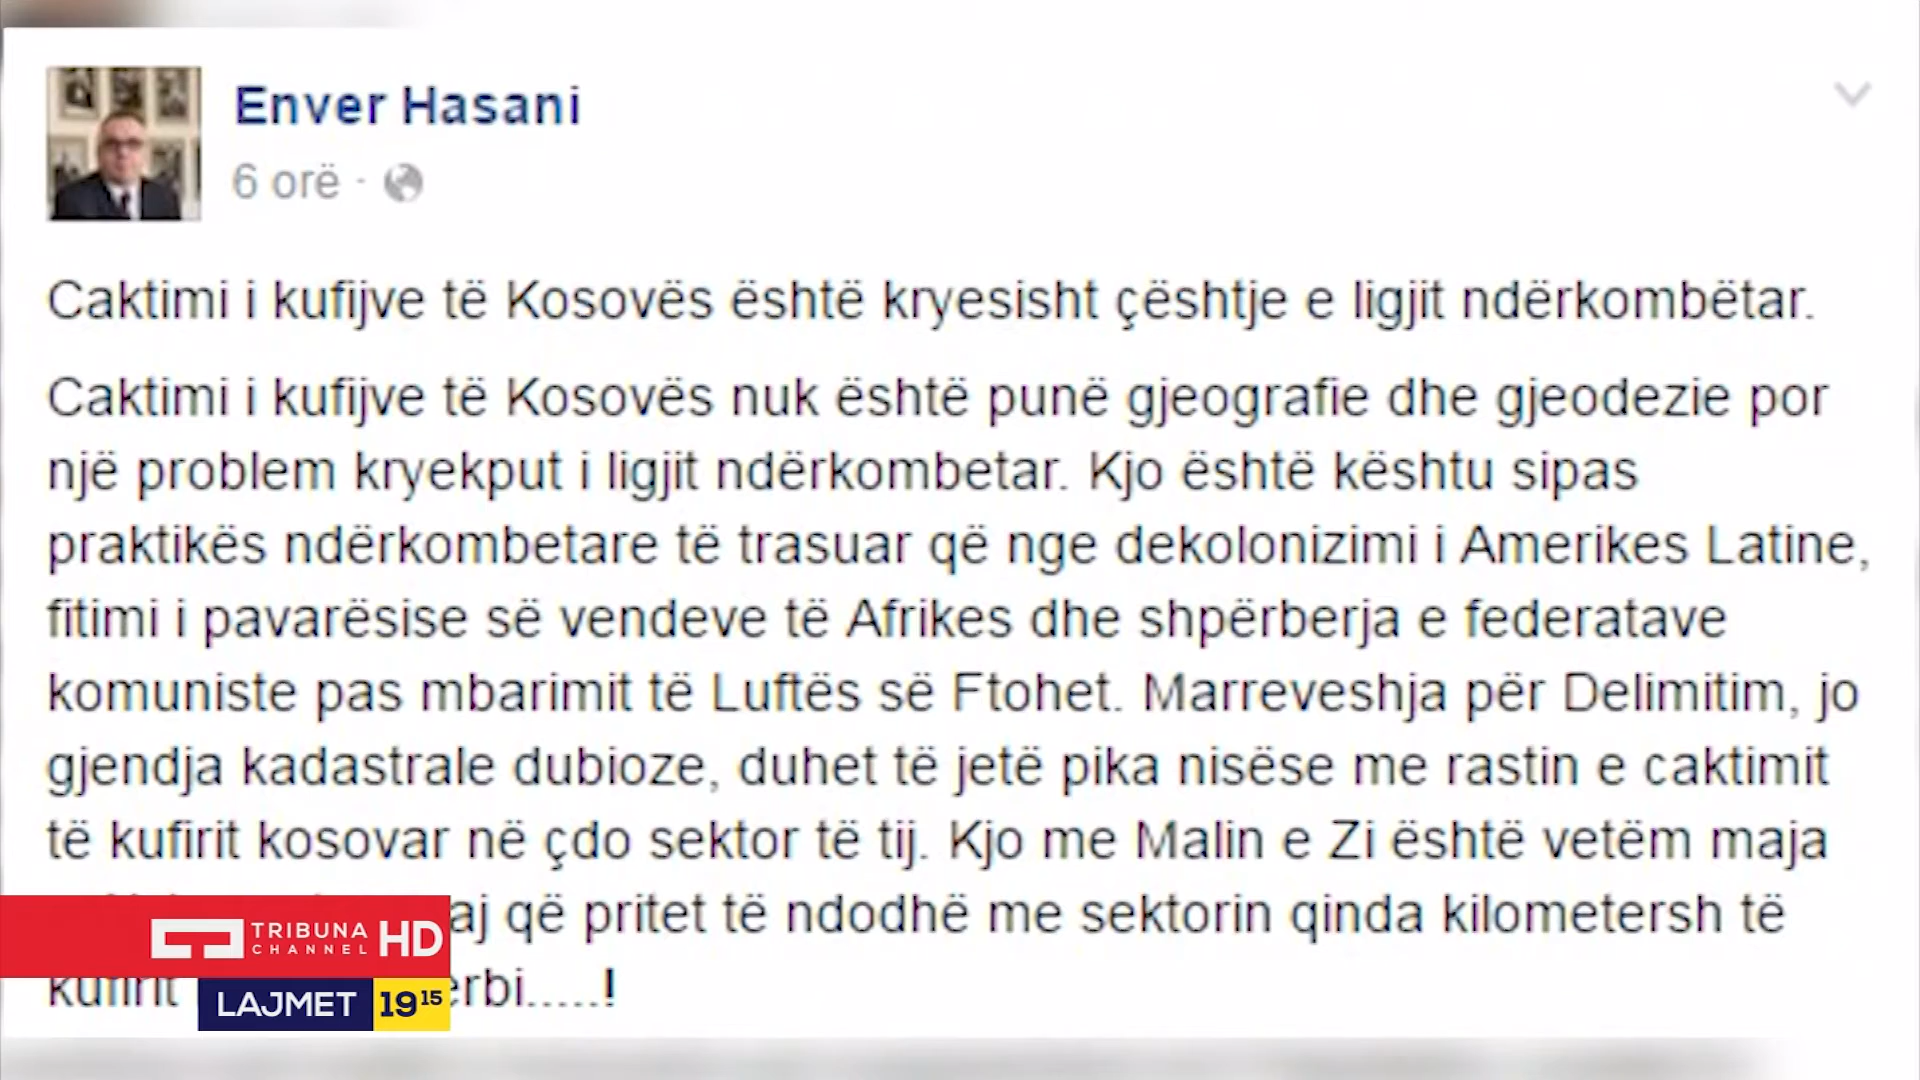 Enver Hasani
6 orë ·
Caktimi i kufijve të Kosovës është kryesisht çështje e ligjit ndërkombëtar.
Caktimi i kufijve të Kosovës nuk është punë gjeografie dhe gjeodezie por
një problem kryekput i ligjit ndërkombetar. Kjo është kështu sipas
praktikës ndërkombetare të trasuar që nge dekolonizimi i Amerikes Latine,
fitimi i pavarësise së vendeve të Afrikes dhe shpërberja e federatave
komuniste pas mbarimit të Luftës së Ftohet. Marreveshja për Delimitim, jo
gjendja kadastrale dubioze, duhet të jetë pika nisëse me rastin e caktimit
të kufirit kosovar në çdo sektor të tij. Kjo me Malin e Zi është vetëm maja
aj që pritet të ndodhë me sektorin qinda kilometersh të
kufirit erbi.....!
TRIBUNA
CHANNEL
HD
LAJMET 19 15